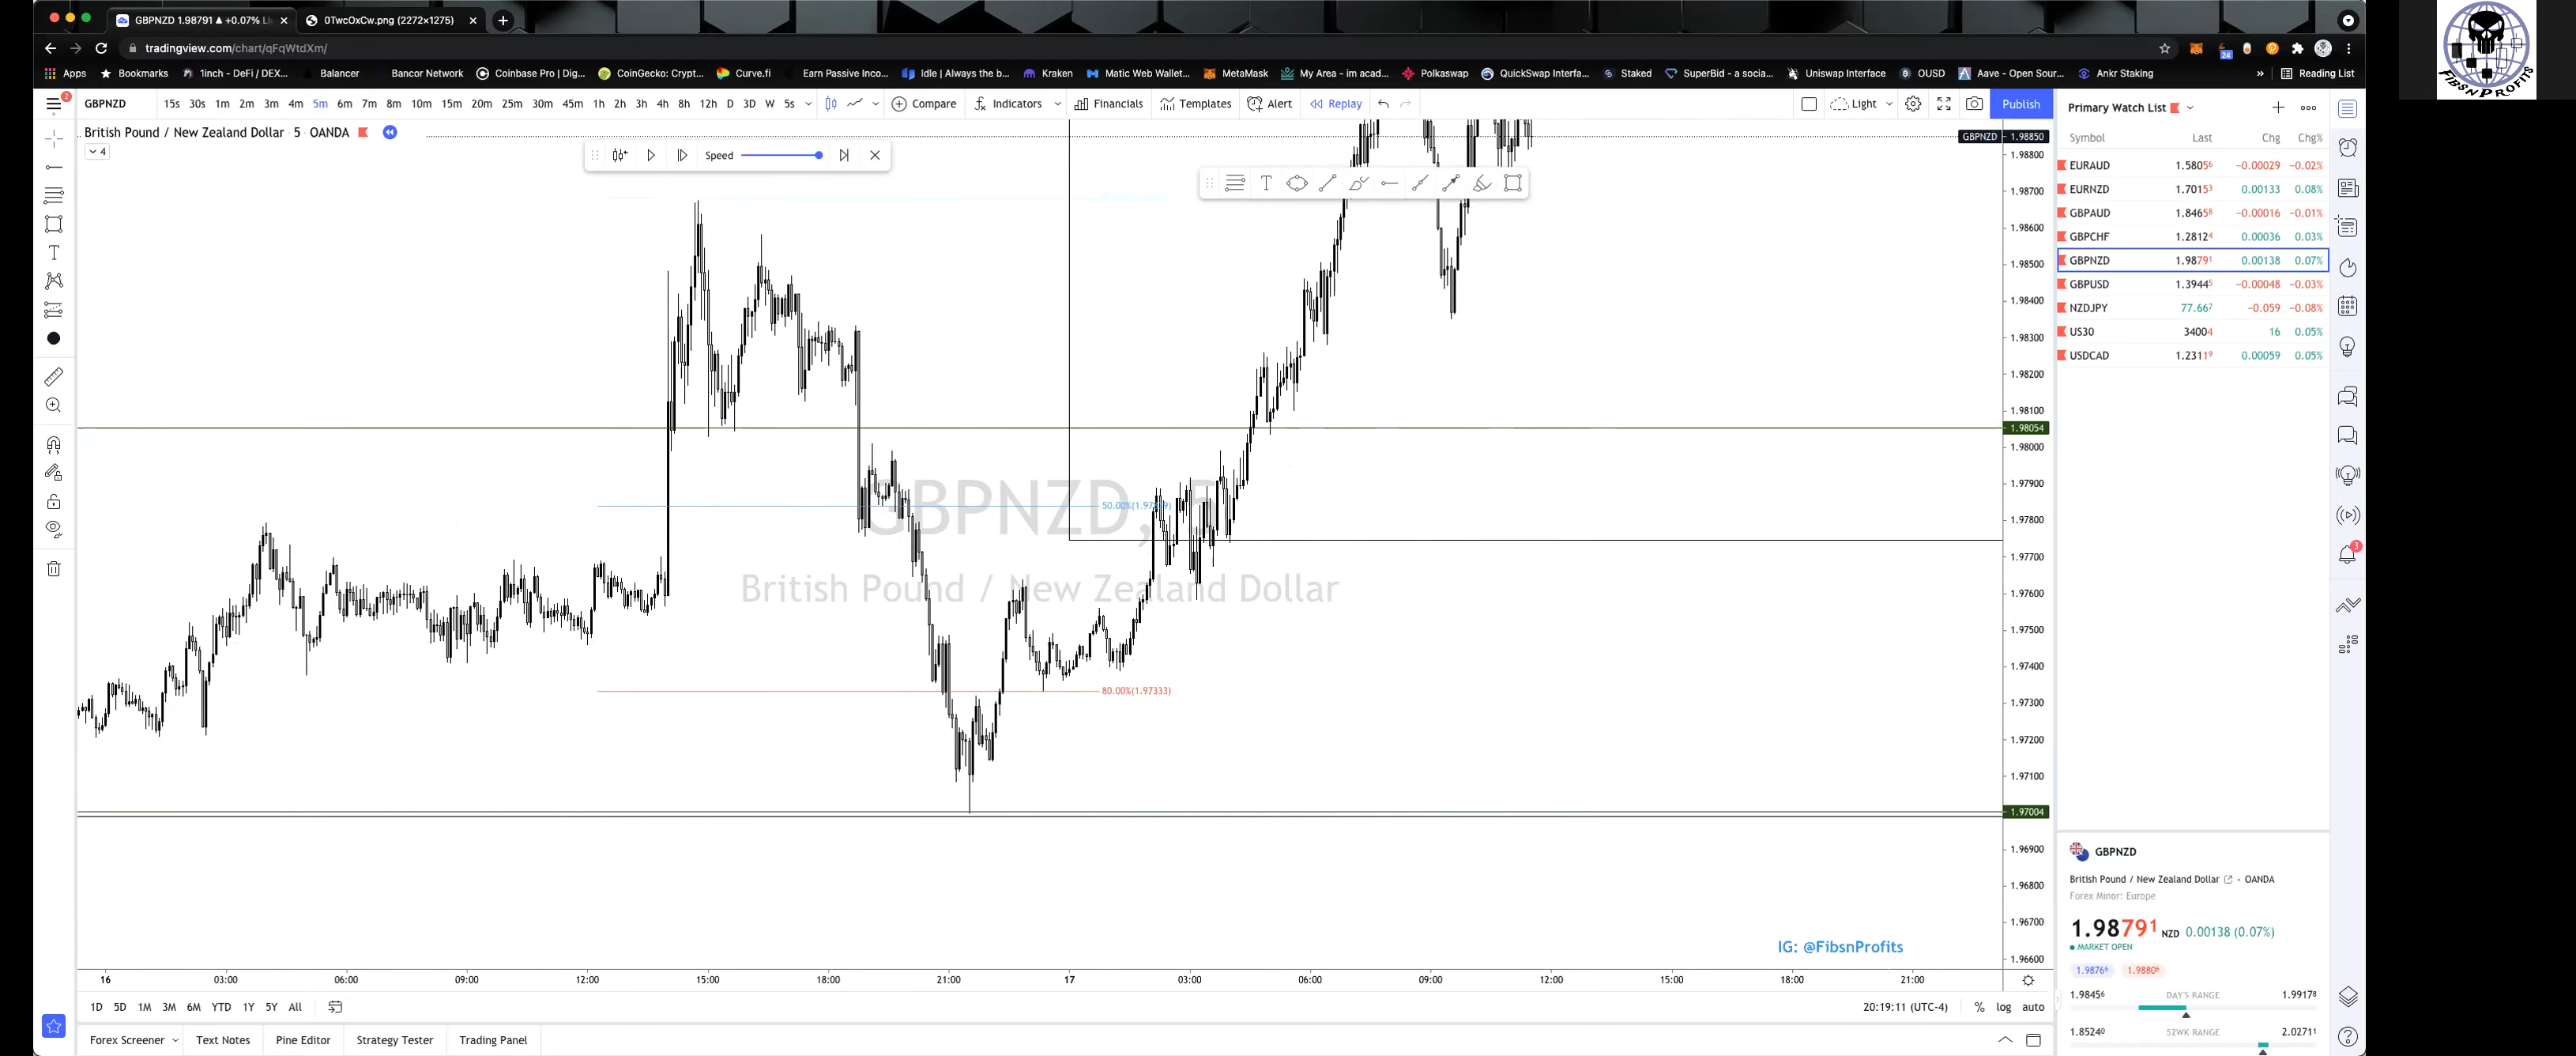 GBPNZD 1.98791 ▲ +0.07% Li
0TwcOxCw.png (2272×1275)
tradingview.com/chart/qFqWtdXm/
Apps Bookmarks 1inch - DeFi / DEX... Balancer Bancor Network Coinbase Pro | Dig... CoinGecko: Crypt... Curve.fi Earn Passive Inco... Idle | Always the b... Kraken Matic Web Wallet... MetaMask My Area - im acad... Polkaswap QuickSwap Interfa... Staked SuperBid - a socia... Uniswap Interface OUSD Aave - Open Sour... Ankr Staking » Reading List
GBPNZD 15s 30s 1m 2m 3m 4m 5m 6m 7m 8m 10m 15m 20m 25m 30m 45m 1h 2h 3h 4h 8h 12h D 3D W 5s Compare Indicators Financials Templates Alert Replay Light Publish
British Pound / New Zealand Dollar 5 OANDA
4
Speed
GBPNZD 1.98850
1.98800
1.98700
1.98600
1.98500
1.98400
1.98300
1.98200
1.98100
1.98054
1.98000
1.97900
1.97800
1.97700
1.97600
1.97500
1.97400
1.97300
1.97200
1.97100
1.97004
1.96900
1.96800
1.96700
1.96600
GBPNZD, 5
British Pound / New Zealand Dollar
80.00%(1.97333)
IG: @FibsnProfits
16 03:00 06:00 09:00 12:00 15:00 18:00 21:00 17 03:00 06:00 09:00 12:00 15:00 18:00 21:00
1D 5D 1M 3M 6M YTD 1Y 5Y All
20:19:11 (UTC-4) % log auto
Forex Screener Text Notes Pine Editor Strategy Tester Trading Panel
Primary Watch List
Symbol Last Chg Chg%
EURAUD 1.58056 −0.00029 −0.02%
EURNZD 1.70153 0.00133 0.08%
GBPAUD 1.84658 −0.00016 −0.01%
GBPCHF 1.28124 0.00036 0.03%
GBPNZD 1.98791 0.00138 0.07%
GBPUSD 1.39445 −0.00048 −0.03%
NZDJPY 77.667 −0.059 −0.08%
US30 34004 16 0.05%
USDCAD 1.23119 0.00059 0.05%
GBPNZD
British Pound / New Zealand Dollar • OANDA
Forex Minor: Europe
1.98791 NZD 0.00138 (0.07%)
MARKET OPEN
1.98766 1.98806
1.98456 DAY'S RANGE 1.99178
1.85240 52WK RANGE 2.02711
FIBSNPROFITS